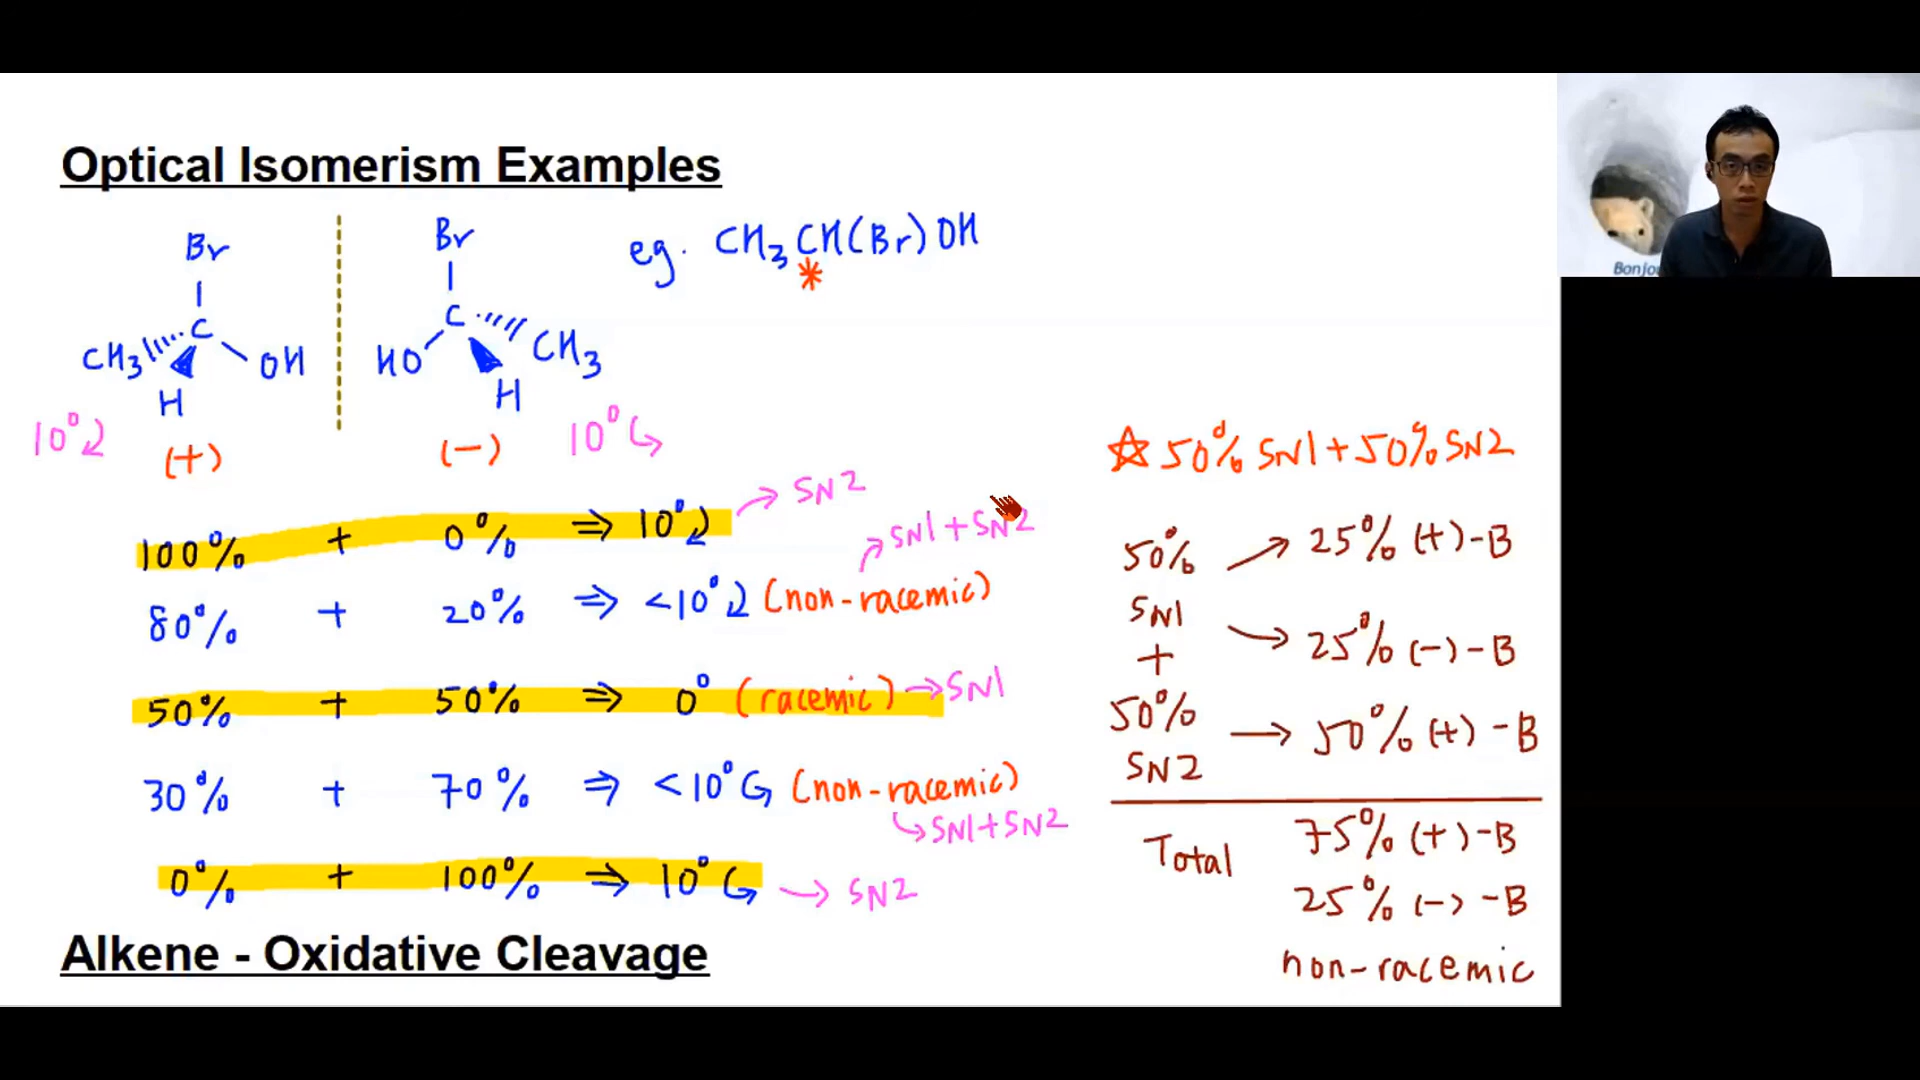 Optical Isomerism Examples
Br
C
CH3
OH
H
10° ↷
(+)
Br
C
HO
CH3
H
(-)
10° ↶
eg. CH3CH(Br)OH
*
100% + 0% ⇒ 10° ↷ → SN2
80% + 20% ⇒ <10° ↷ (non-racemic) → SN1+SN2
50% + 50% ⇒ 0° (racemic) → SN1
30% + 70% ⇒ <10° ↶ (non-racemic) → SN1+SN2
0% + 100% ⇒ 10° ↶ → SN2
☆ 50% SN1+50% SN2
50% SN1 → 25% (+)-B
→ 25% (-)-B
+
50% SN2 → 50% (+)-B
Total 75% (+)-B
25% (-)-B
non-racemic
Alkene - Oxidative Cleavage